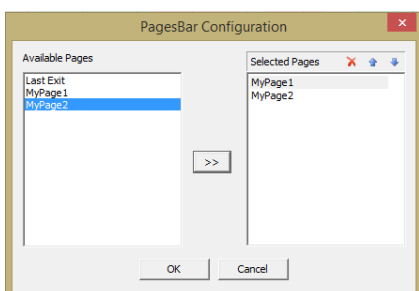 PagesBar Configuration
Available Pages
Last Exit
MyPage1
MyPage2
>>
Selected Pages
MyPage1
MyPage2
OK
Cancel